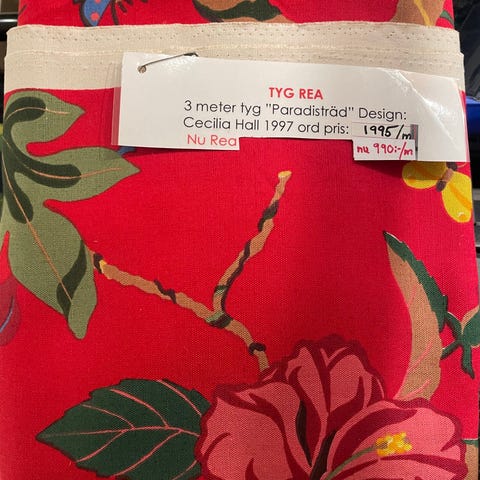 TYG REA
3 meter tyg ”Paradisträd” Design:
Cecilia Hall 1997 ord pris: 1995/m
Nu Rea nu 990:-/m